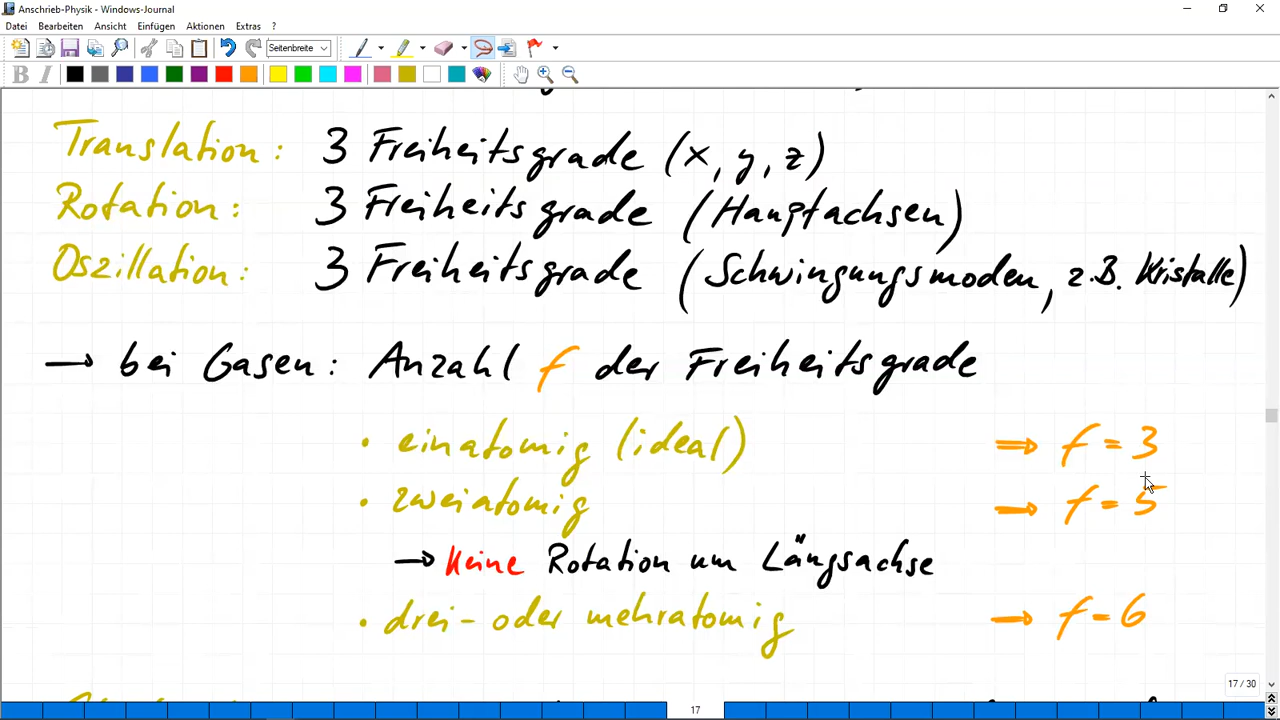 Anschrieb-Physik - Windows-Journal
Datei Bearbeiten Ansicht Einfügen Aktionen Extras ?
Seitenbreite
B I
Translation: 3 Freiheitsgrade (x, y, z)
Rotation: 3 Freiheitsgrade (Hauptachsen)
Oszillation: 3 Freiheitsgrade (Schwingungsmoden, z.B. Kristalle)
→ bei Gasen: Anzahl f der Freiheitsgrade
• einatomig (ideal) ⇒ f = 3
• zweiatomig ⇒ f = 5
→ keine Rotation um Längsachse
• drei- oder mehratomig ⇒ f = 6
17 / 30
17